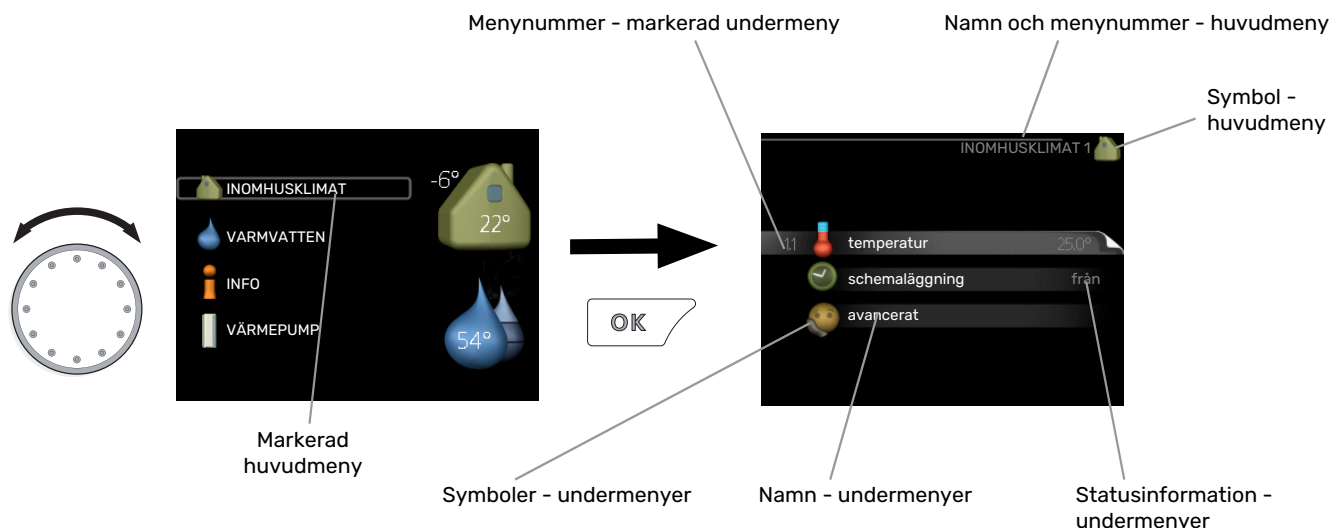 Menynummer - markerad undermeny
Namn och menynummer - huvudmeny
Symbol -
huvudmeny
INOMHUSKLIMAT
-6°
22°
VARMVATTEN
INFO
VÄRMEPUMP
54°
OK
INOMHUSKLIMAT 1
1.1
temperatur
25.0°
schemaläggning
från
avancerat
Markerad
huvudmeny
Symboler - undermenyer
Namn - undermenyer
Statusinformation -
undermenyer